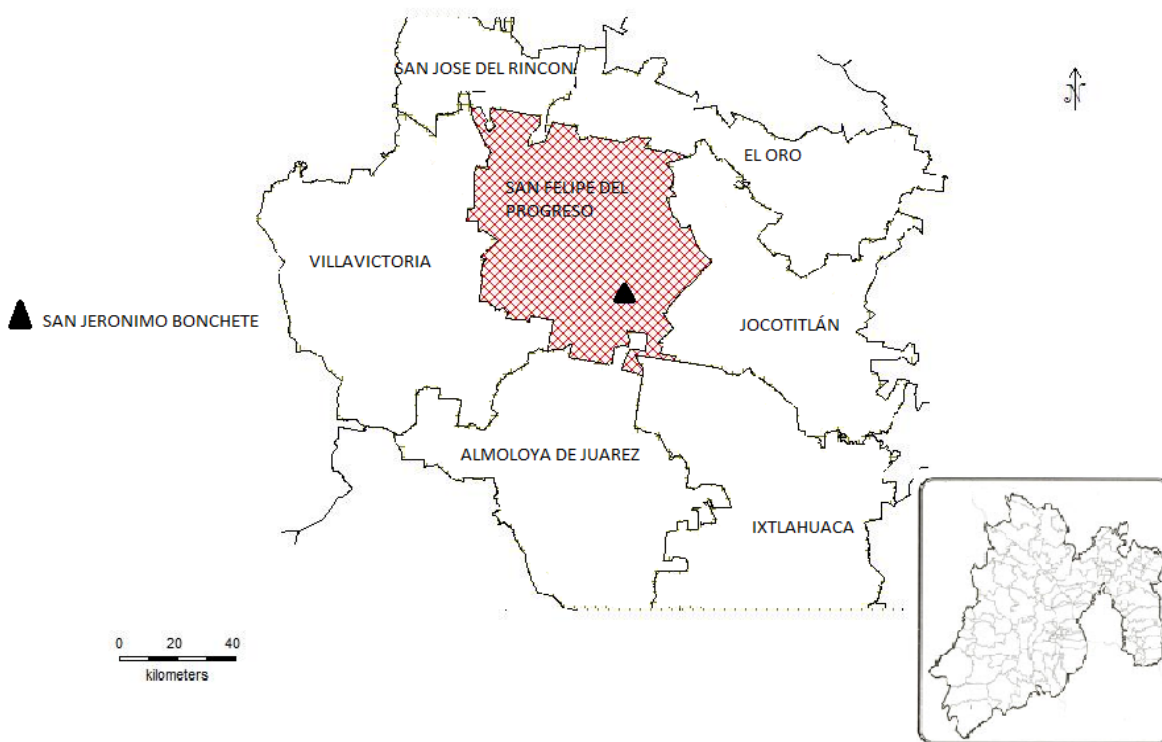 SAN JOSE DEL RINCON
N
EL ORO
SAN FELIPE DEL
PROGRESO
VILLAVICTORIA
SAN JERONIMO BONCHETE
JOCOTITLÁN
ALMOLOYA DE JUAREZ
IXTLAHUACA
0 20 40
kilometers